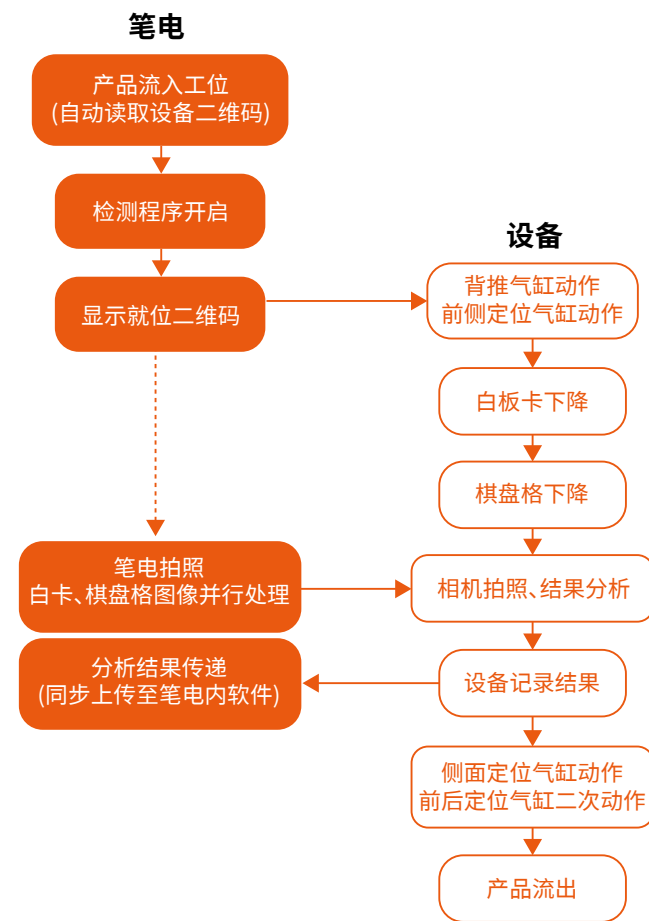 笔电
产品流入工位
(自动读取设备二维码)
检测程序开启
显示就位二维码
笔电拍照
白卡、棋盘格图像并行处理
分析结果传递
(同步上传至笔电内软件)
设备
背推气缸动作
前侧定位气缸动作
白板卡下降
棋盘格下降
相机拍照、结果分析
设备记录结果
侧面定位气缸动作
前后定位气缸二次动作
产品流出